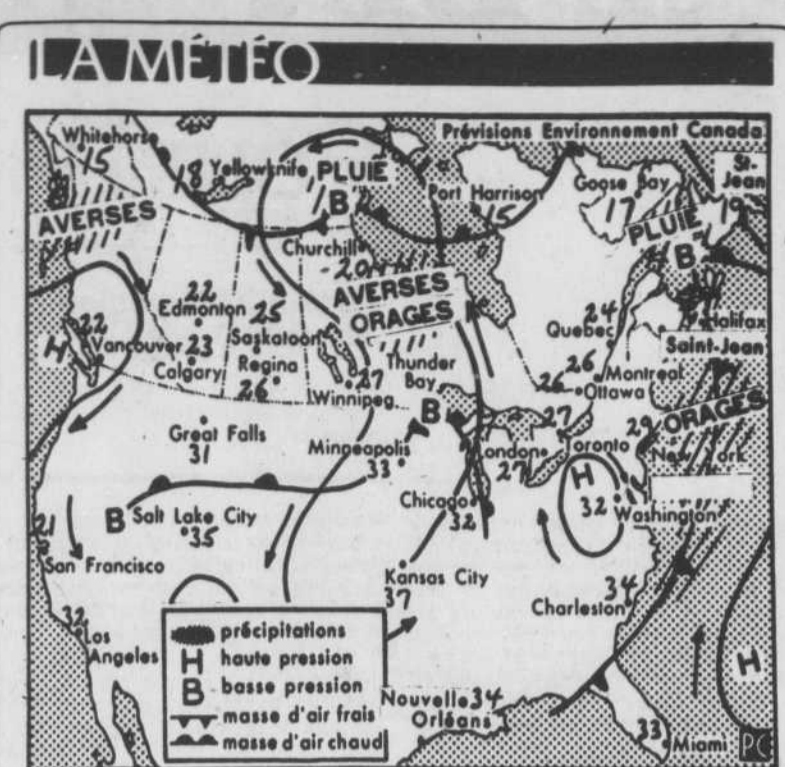 LA MÉTÉO
Prévisions Environnement Canada
Whitehorse
15
18
Yellowknife
PLUIE
B
Port Harrison
15
Goose Bay
17
St-
Jean
19
AVERSES
PLUIE
B
Churchill
20
AVERSES
ORAGES
22
Edmonton
25
Saskatoon
24
Quebec
Halifax
H
22
Vancouver
23
Calgary
Regina
26
27
Winnipeg
Thunder
Bay
26
Montreal
26
Ottawa
Saint-Jean
ORAGES
B
Great Falls
31
Minneapolis
33
London
27
27
Toronto
29
New York
H
Chicago
32
32
Washington
B
Salt Lake City
35
21
San Francisco
Kansas City
37
34
Charleston
32
Los
Angeles
précipitations
H haute pression
B basse pression
masse d'air frais
masse d'air chaud
Nouvelle 34
Orléans
33
Miami
H
PC